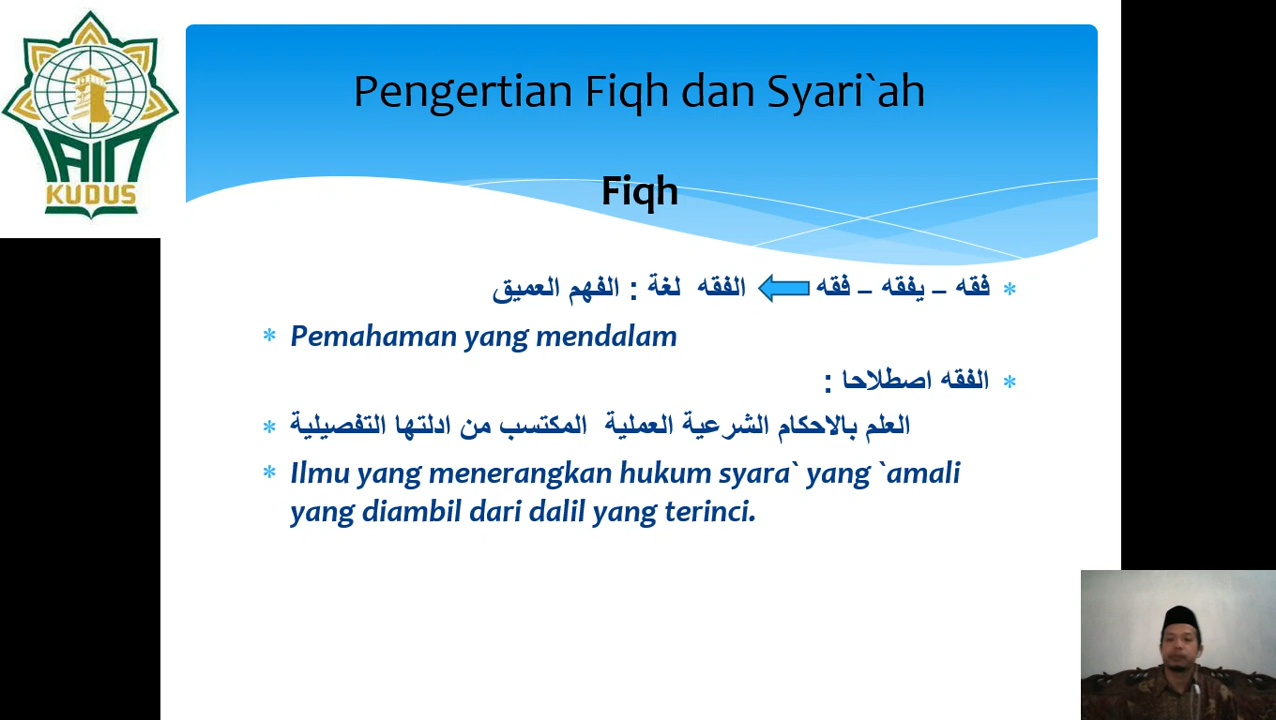 IAIN
KUDUS
Pengertian Fiqh dan Syari`ah
Fiqh
فقه – يفقه – فقه الفقه لغة : الفهم العميق
Pemahaman yang mendalam
الفقه اصطلاحا :
العلم بالاحكام الشرعية العملية المكتسب من ادلتها التفصيلية
Ilmu yang menerangkan hukum syara` yang `amali
yang diambil dari dalil yang terinci.